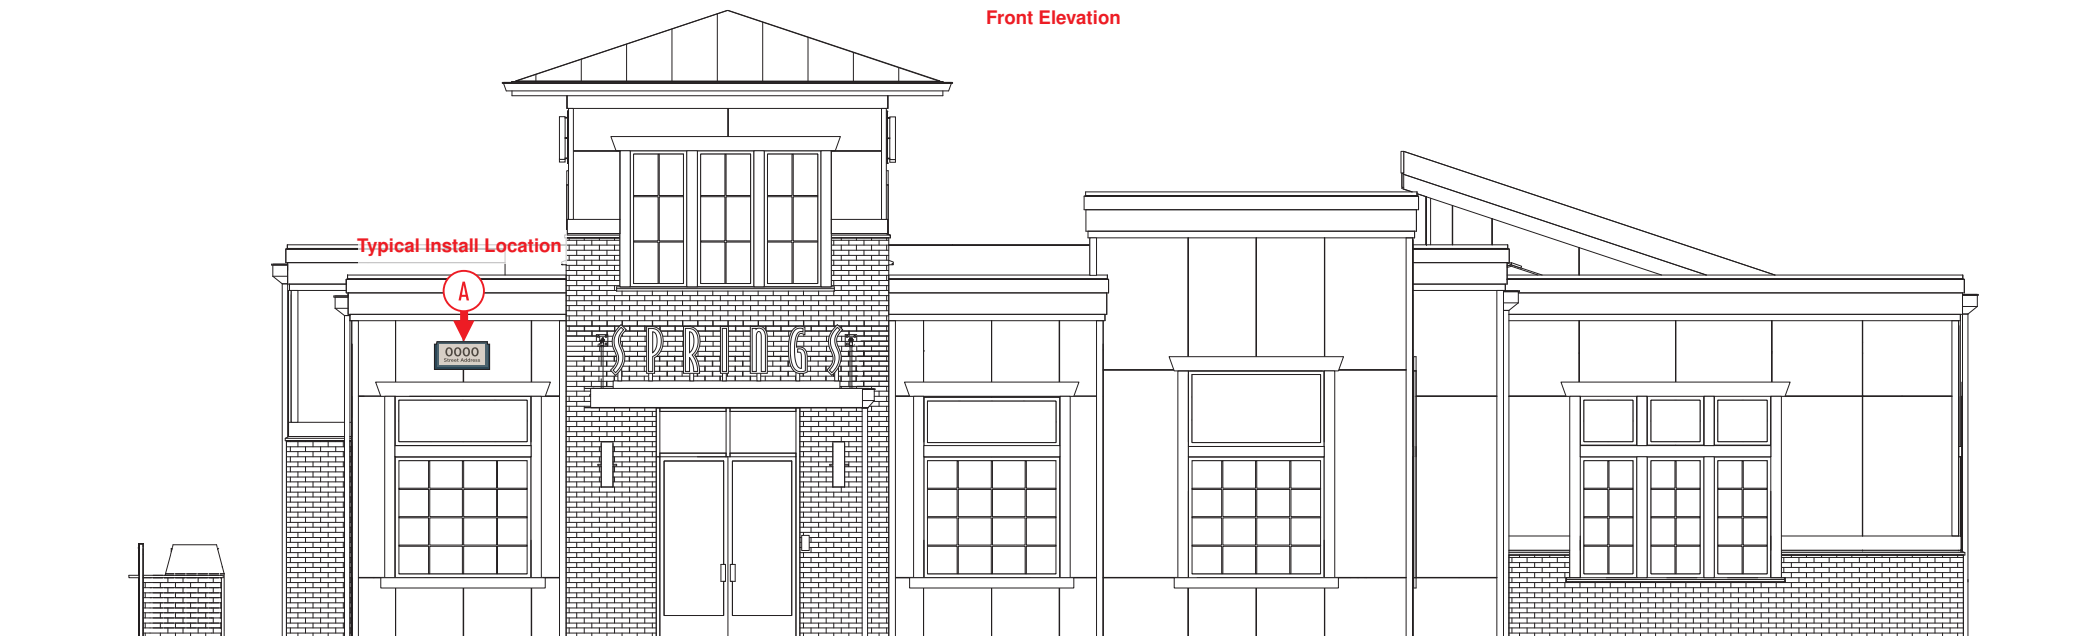 Front Elevation
Typical Install Location
A
0000
Street Address
SPRINGS